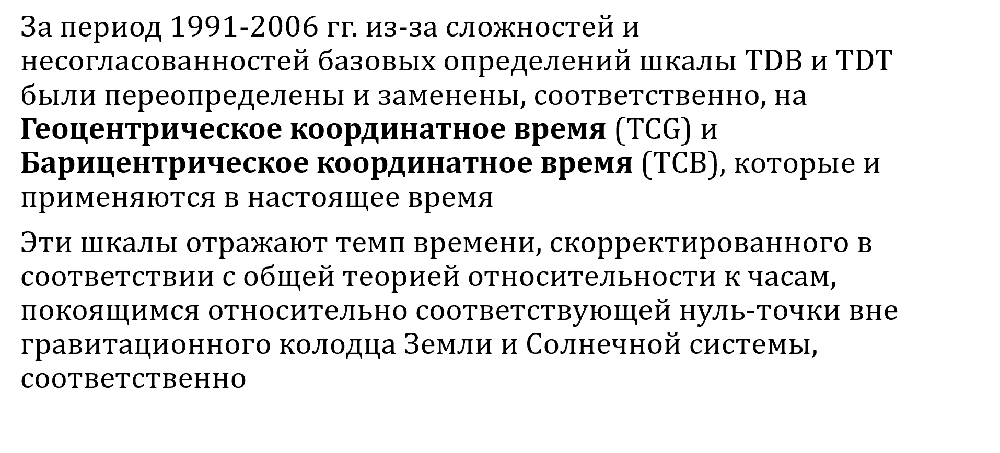 За период 1991-2006 гг. из-за сложностей и
несогласованностей базовых определений шкалы TDB и TDT
были переопределены и заменены, соответственно, на
Геоцентрическое координатное время (TCG) и
Барицентрическое координатное время (TCB), которые и
применяются в настоящее время
Эти шкалы отражают темп времени, скорректированного в
соответствии с общей теорией относительности к часам,
покоящимся относительно соответствующей нуль-точки вне
гравитационного колодца Земли и Солнечной системы,
соответственно